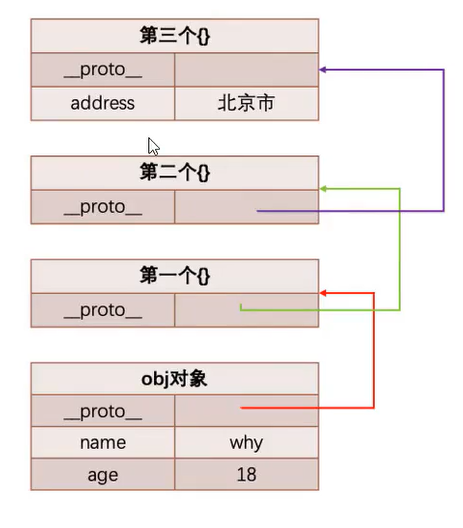 第三个{}
__proto__
address 北京市
第二个{}
__proto__
第一个{}
__proto__
obj对象
__proto__
name why
age 18